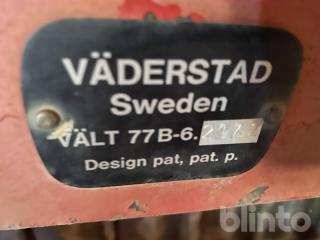 VÄDERSTAD
Sweden
VÄLT 77B-6.
Design pat, pat. p.
blinto